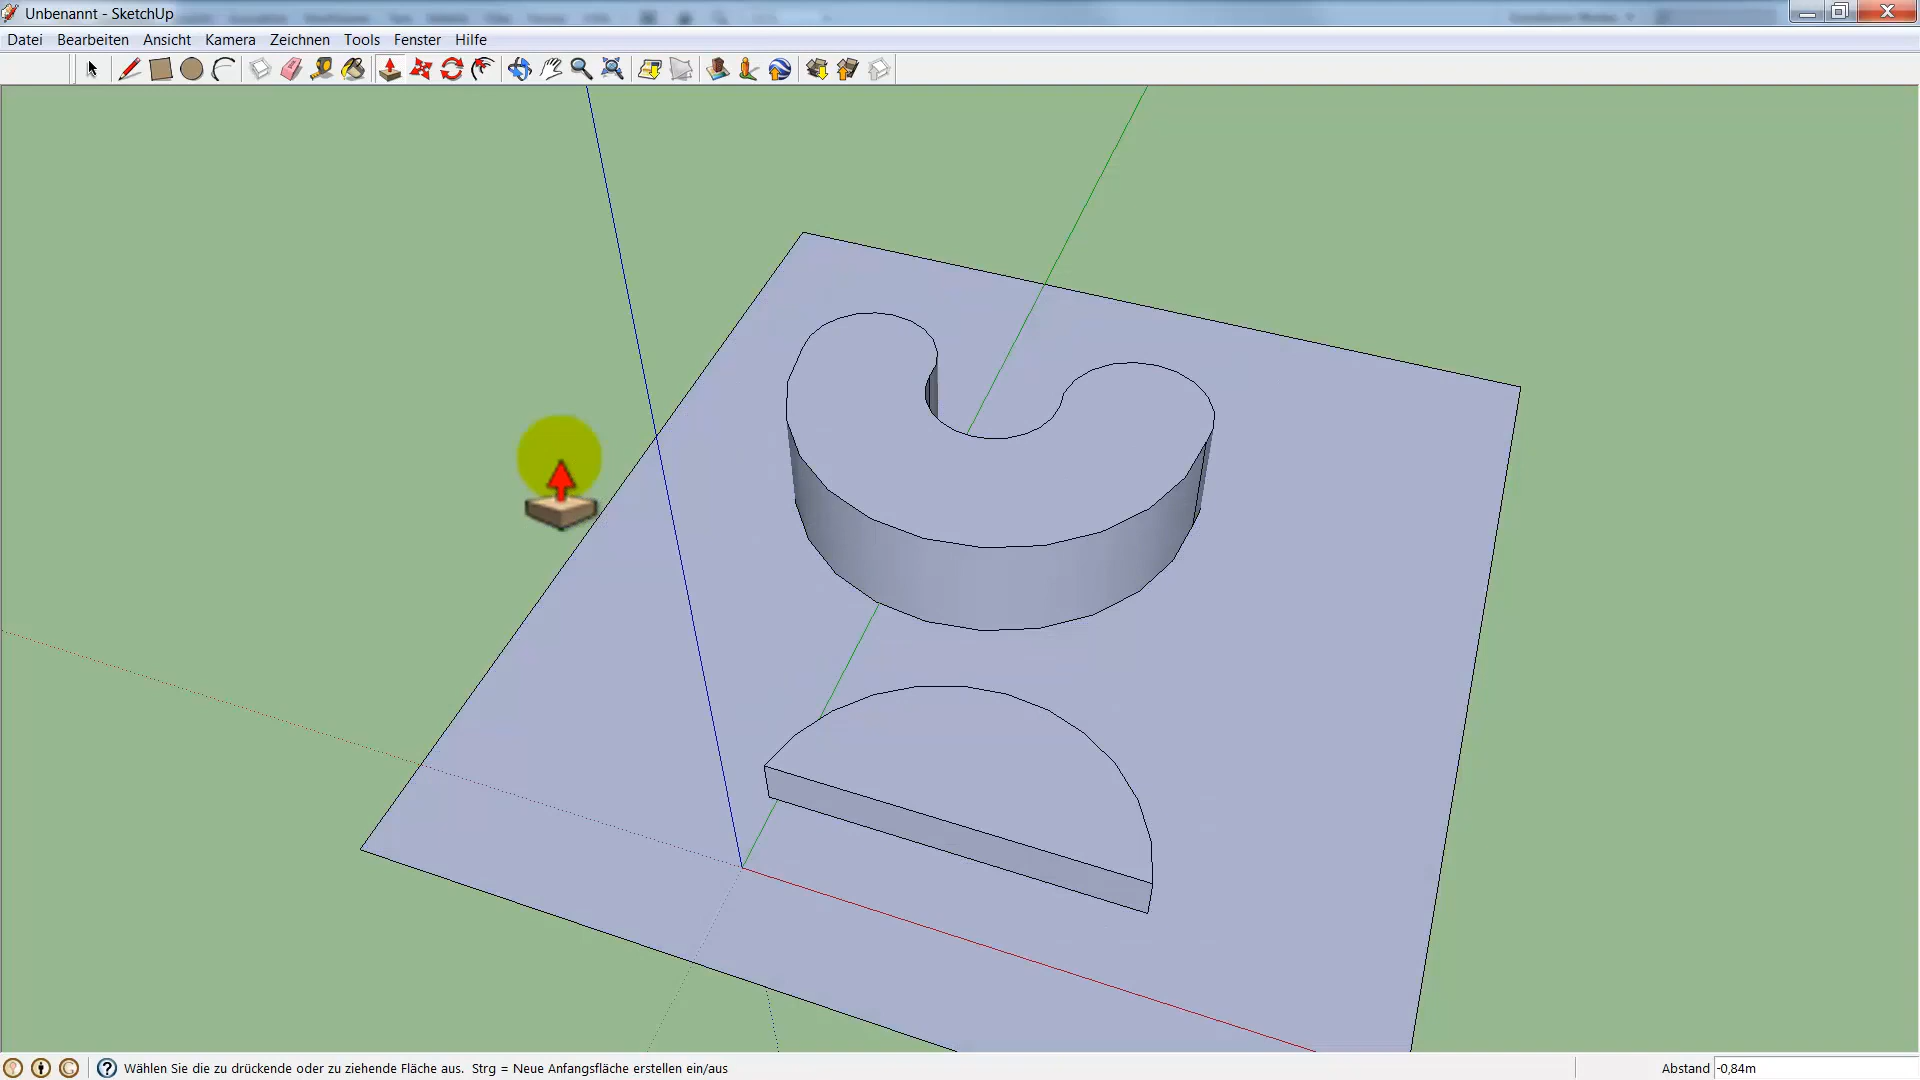 Unbenannt - SketchUp
Datei Bearbeiten Ansicht Kamera Zeichnen Tools Fenster Hilfe
Wählen Sie die zu drückende oder zu ziehende Fläche aus. Strg = Neue Anfangsfläche erstellen ein/aus
Abstand -0,84m